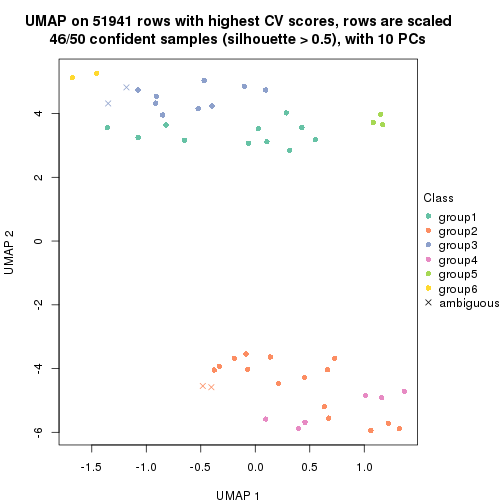 UMAP on 51941 rows with highest CV scores, rows are scaled
46/50 confident samples (silhouette > 0.5), with 10 PCs
4
2
0
-2
-4
-6
UMAP 2
-1.5
-1.0
-0.5
0.0
0.5
1.0
UMAP 1
Class
group1
group2
group3
group4
group5
group6
ambiguous